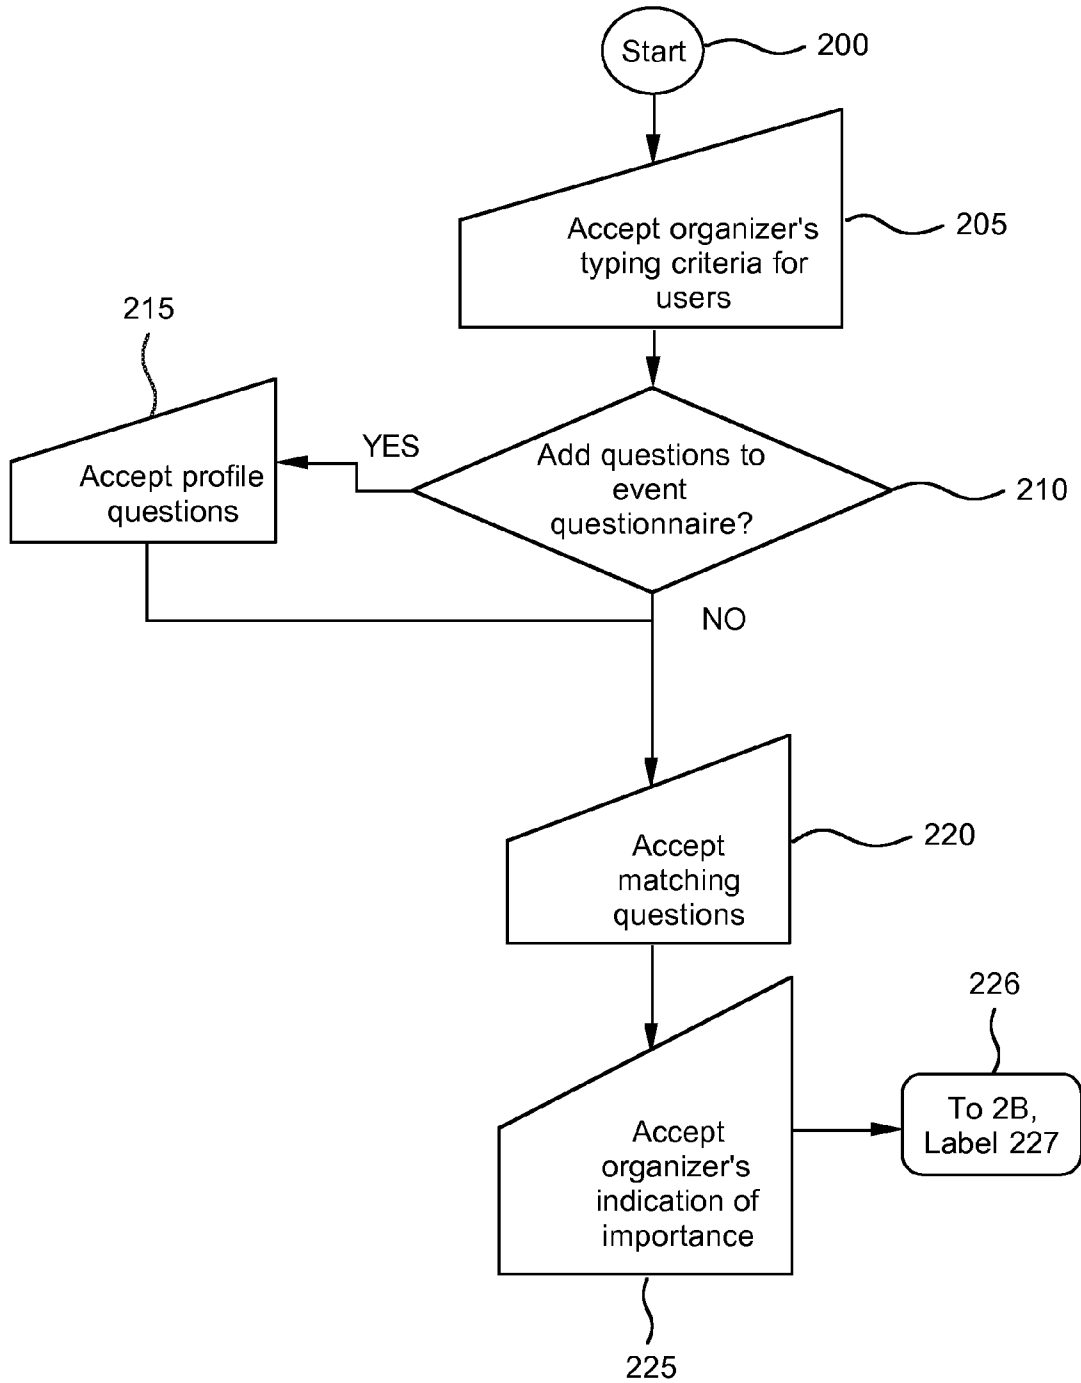 Start
200
Accept organizer's
typing criteria for
users
205
215
YES
Add questions to
event
questionnaire?
210
Accept profile
questions
NO
Accept
matching
questions
220
226
To 2B,
Label 227
Accept
organizer's
indication of
importance
225